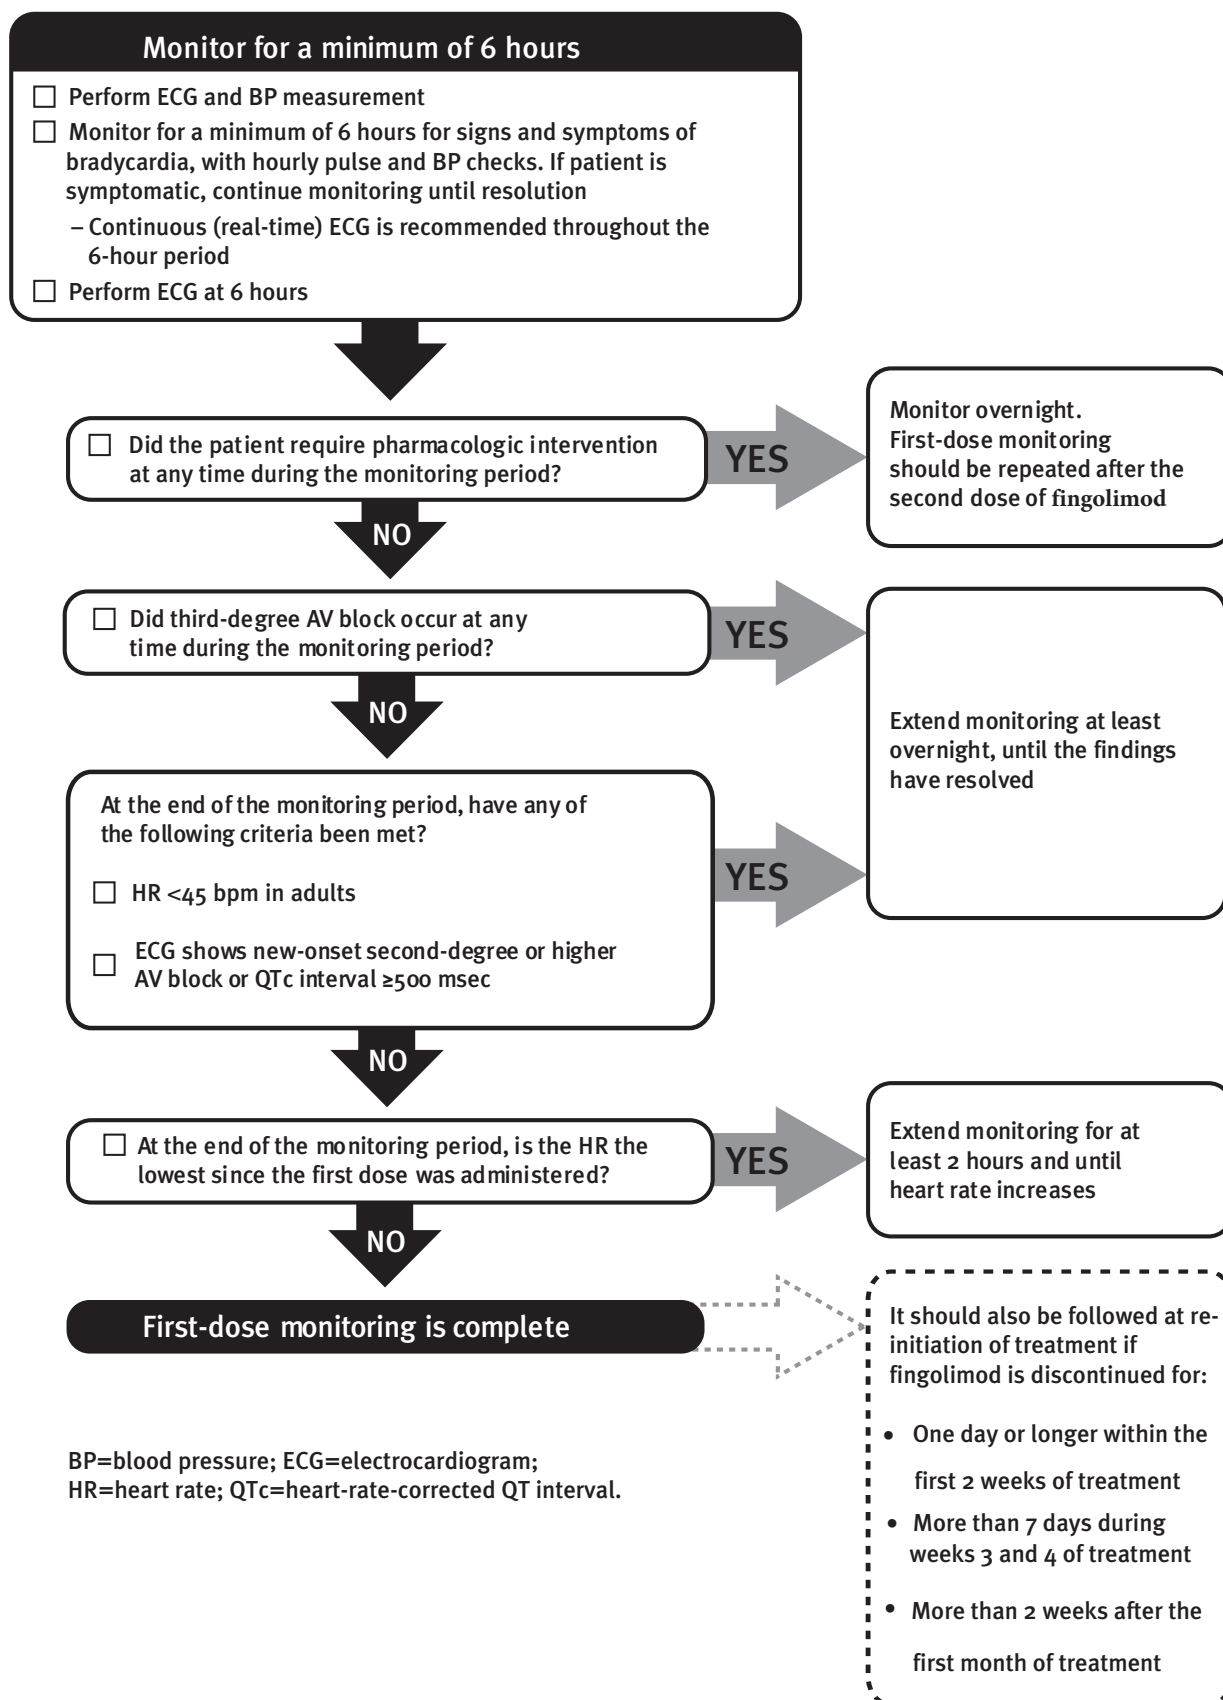 Monitor for a minimum of 6 hours
Perform ECG and BP measurement
Monitor for a minimum of 6 hours for signs and symptoms of
bradycardia, with hourly pulse and BP checks. If patient is
symptomatic, continue monitoring until resolution
– Continuous (real-time) ECG is recommended throughout the
6-hour period
Perform ECG at 6 hours
Did the patient require pharmacologic intervention
at any time during the monitoring period?
YES
Monitor overnight.
First-dose monitoring
should be repeated after the
second dose of fingolimod
NO
Did third-degree AV block occur at any
time during the monitoring period?
YES
Extend monitoring at least
overnight, until the findings
have resolved
NO
At the end of the monitoring period, have any of
the following criteria been met?
HR <45 bpm in adults
ECG shows new-onset second-degree or higher
AV block or QTc interval ≥500 msec
YES
NO
At the end of the monitoring period, is the HR the
lowest since the first dose was administered?
YES
Extend monitoring for at
least 2 hours and until
heart rate increases
NO
First-dose monitoring is complete
It should also be followed at re-
initiation of treatment if
fingolimod is discontinued for:
• One day or longer within the
first 2 weeks of treatment
• More than 7 days during
weeks 3 and 4 of treatment
• More than 2 weeks after the
first month of treatment
BP=blood pressure; ECG=electrocardiogram;
HR=heart rate; QTc=heart-rate-corrected QT interval.